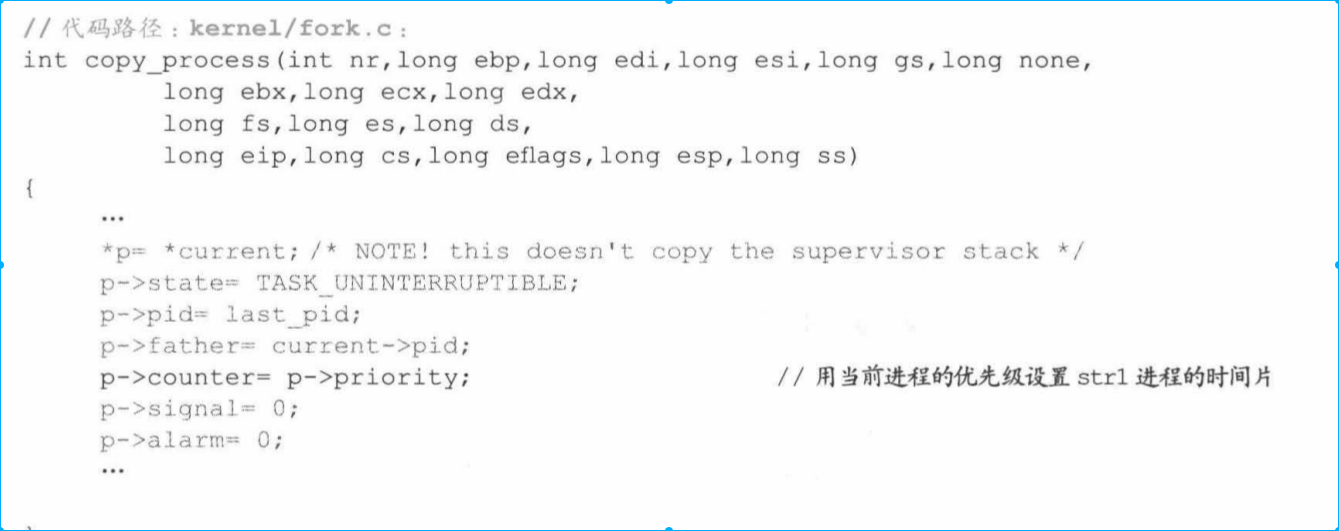 // 代码路径：kernel/fork.c：
int copy_process(int nr,long ebp,long edi,long esi,long gs,long none,
long ebx,long ecx,long edx,
long fs,long es,long ds,
long eip,long cs,long eflags,long esp,long ss)
{
…
*p= *current; /* NOTE! this doesn't copy the supervisor stack */
p->state= TASK_UNINTERRUPTIBLE;
p->pid= last_pid;
p->father= current->pid;
p->counter= p->priority; // 用当前进程的优先级设置 str1 进程的时间片
p->signal= 0;
p->alarm= 0;
…